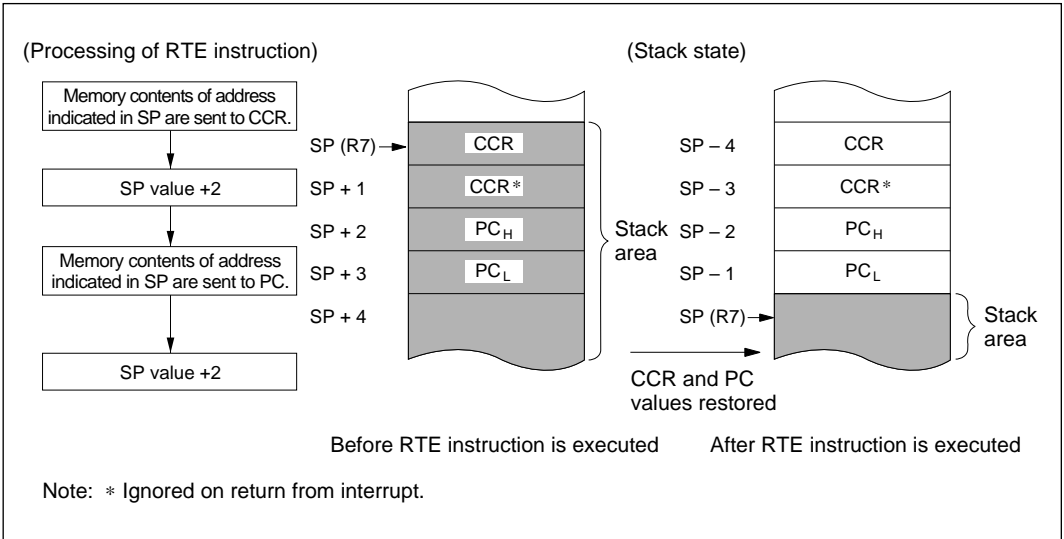 (Processing of RTE instruction)
(Stack state)
Memory contents of address
indicated in SP are sent to CCR.
SP value +2
Memory contents of address
indicated in SP are sent to PC.
SP value +2
SP (R7)
CCR
SP + 1
CCR*
SP + 2
PCH
SP + 3
PCL
SP + 4
Stack
area
SP – 4
CCR
SP – 3
CCR*
SP – 2
PCH
SP – 1
PCL
SP (R7)
Stack
area
CCR and PC
values restored
Before RTE instruction is executed
After RTE instruction is executed
Note: * Ignored on return from interrupt.